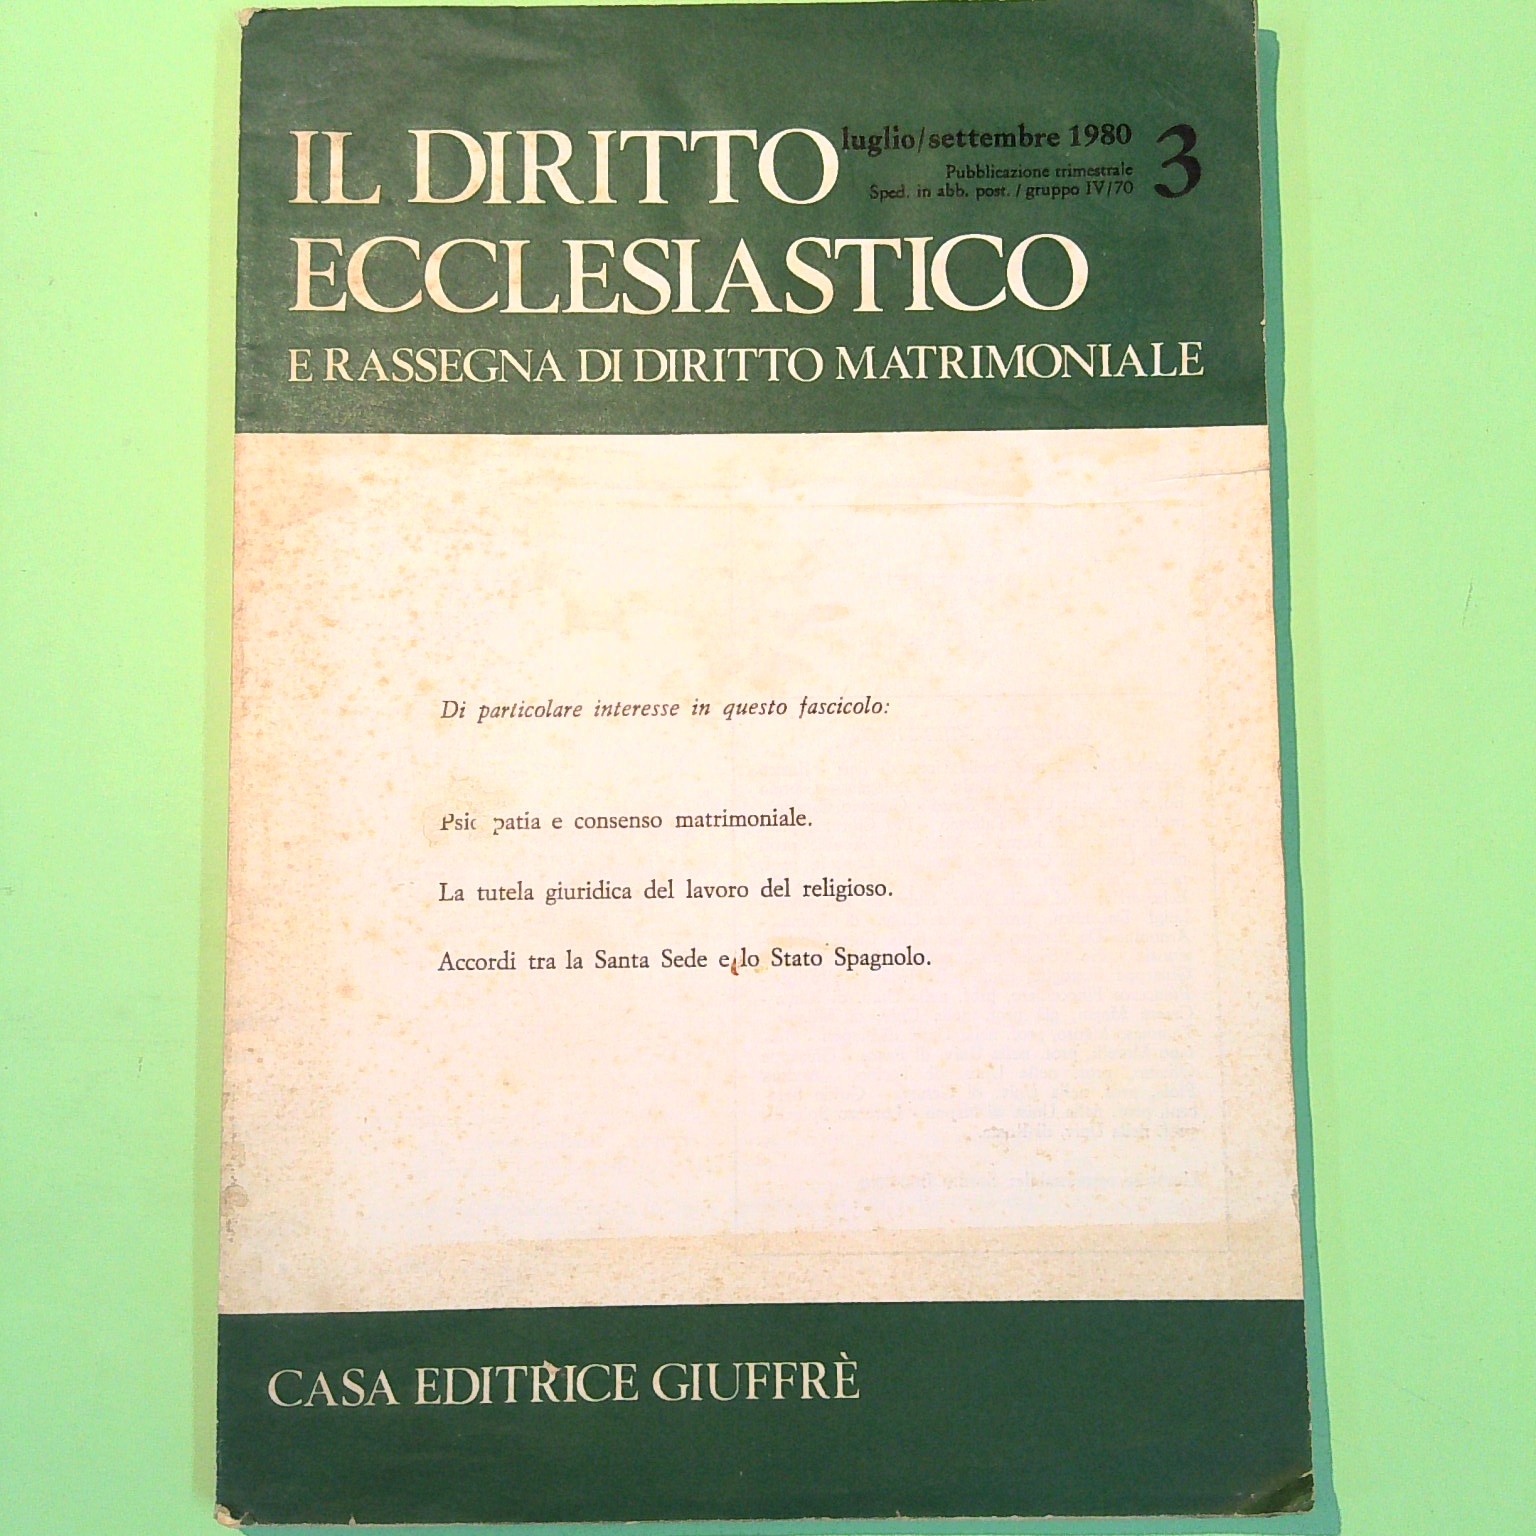 IL DIRITTO
luglio/settembre 1980
3
Pubblicazione trimestrale
Sped. in abb. post. / gruppo IV/70
ECCLESIASTICO
E RASSEGNA DI DIRITTO MATRIMONIALE
Di particolare interesse in questo fascicolo:
Psic patia e consenso matrimoniale.
La tutela giuridica del lavoro del religioso.
Accordi tra la Santa Sede e lo Stato Spagnolo.
CASA EDITRICE GIUFFRÈ